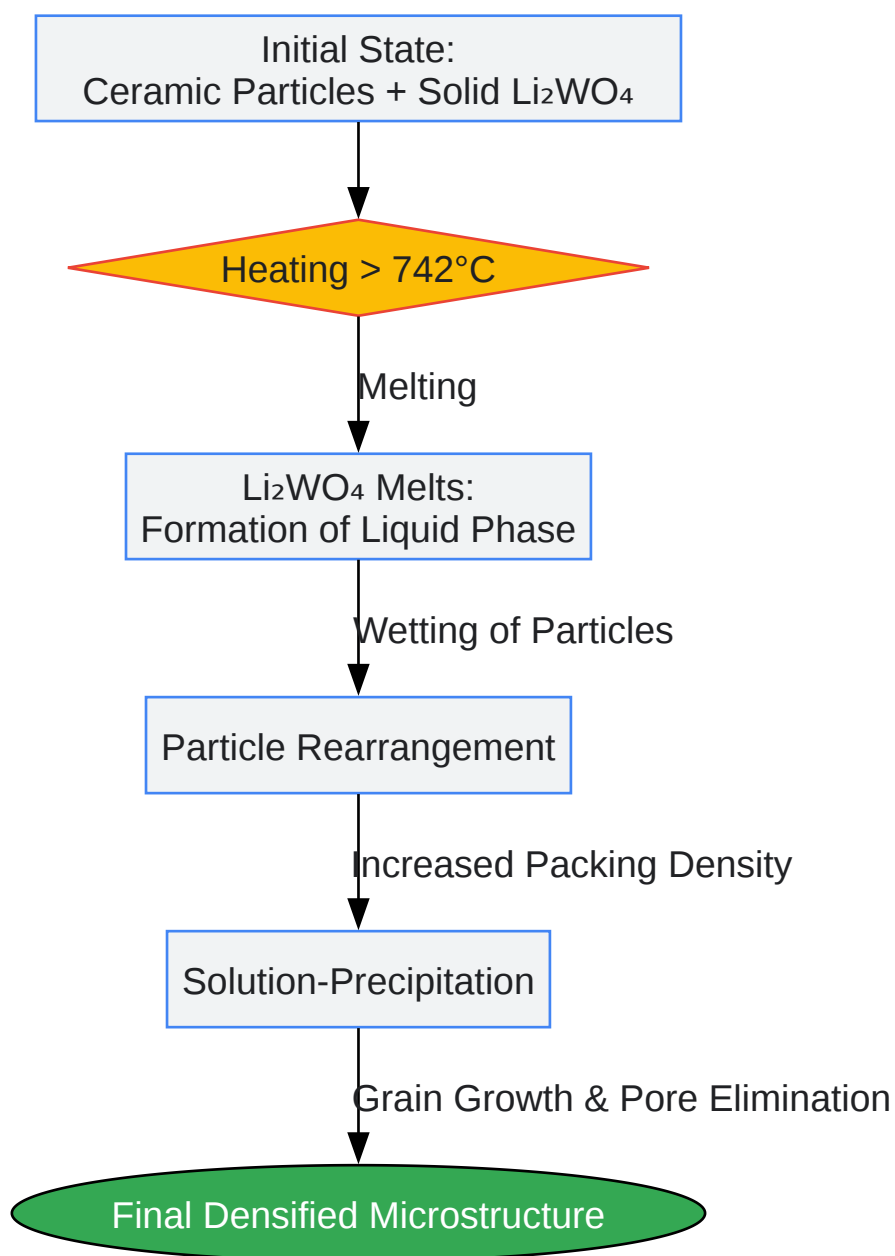 Initial State:
Ceramic Particles + Solid Li₂WO₄
Heating > 742°C
Melting
Li₂WO₄ Melts:
Formation of Liquid Phase
Wetting of Particles
Particle Rearrangement
Increased Packing Density
Solution-Precipitation
Grain Growth & Pore Elimination
Final Densified Microstructure